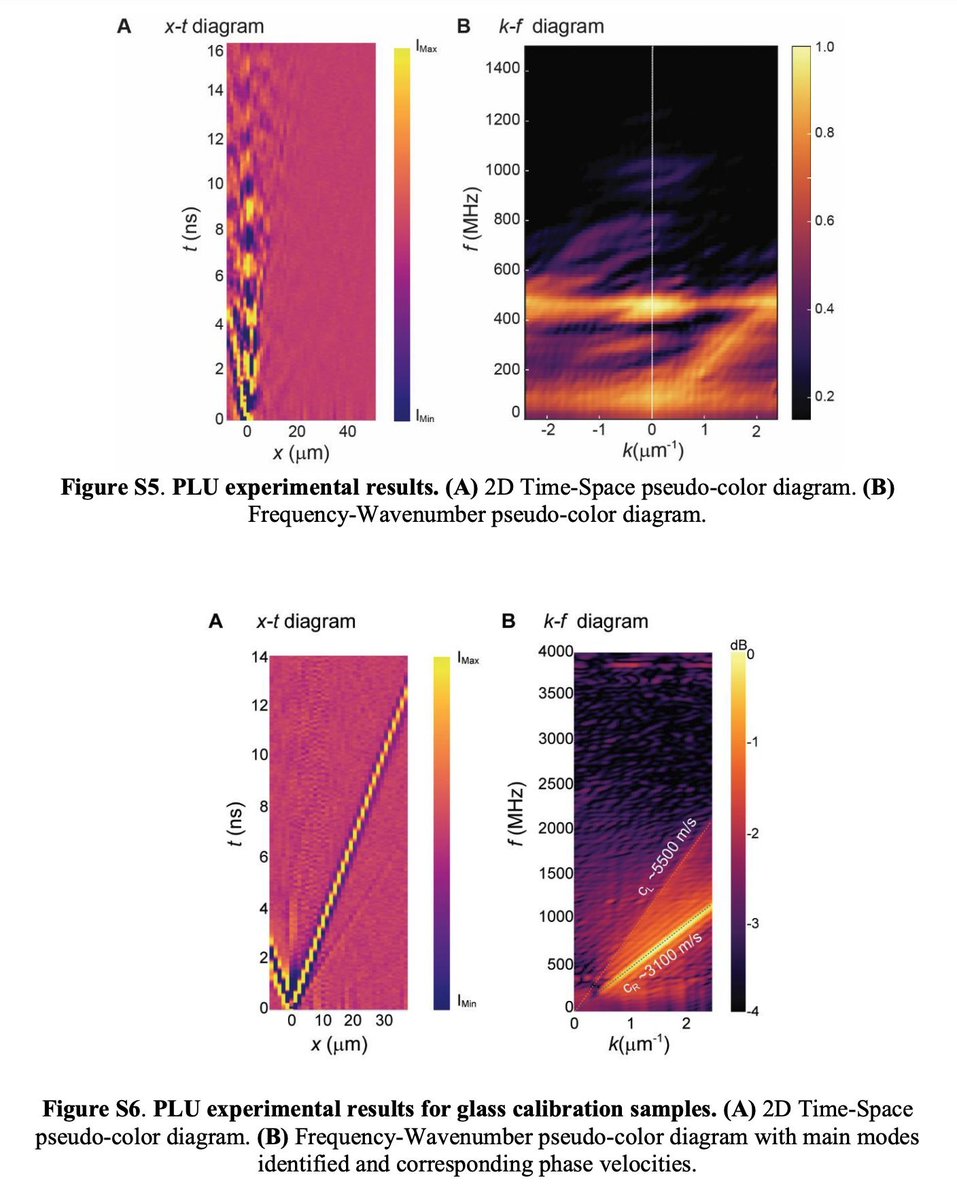 A x-t diagram
B k-f diagram
16
14
12
10
8
6
4
2
0
t (ns)
0 20 40
x (μm)
IMax
IMin
1400
1200
1000
800
600
400
200
0
f (MHz)
-2 -1 0 1 2
k(μm-1)
1.0
0.8
0.6
0.4
0.2
Figure S5. PLU experimental results. (A) 2D Time-Space pseudo-color diagram. (B)
Frequency-Wavenumber pseudo-color diagram.
A x-t diagram
B k-f diagram
14
12
10
8
6
4
2
0
t (ns)
0 10 20 30
x (μm)
IMax
IMin
4000
3500
3000
2500
2000
1500
1000
500
0
f (MHz)
cL ~5500 m/s
cR ~3100 m/s
0 1 2
k(μm-1)
dB
0
-1
-2
-3
-4
Figure S6. PLU experimental results for glass calibration samples. (A) 2D Time-Space
pseudo-color diagram. (B) Frequency-Wavenumber pseudo-color diagram with main modes
identified and corresponding phase velocities.